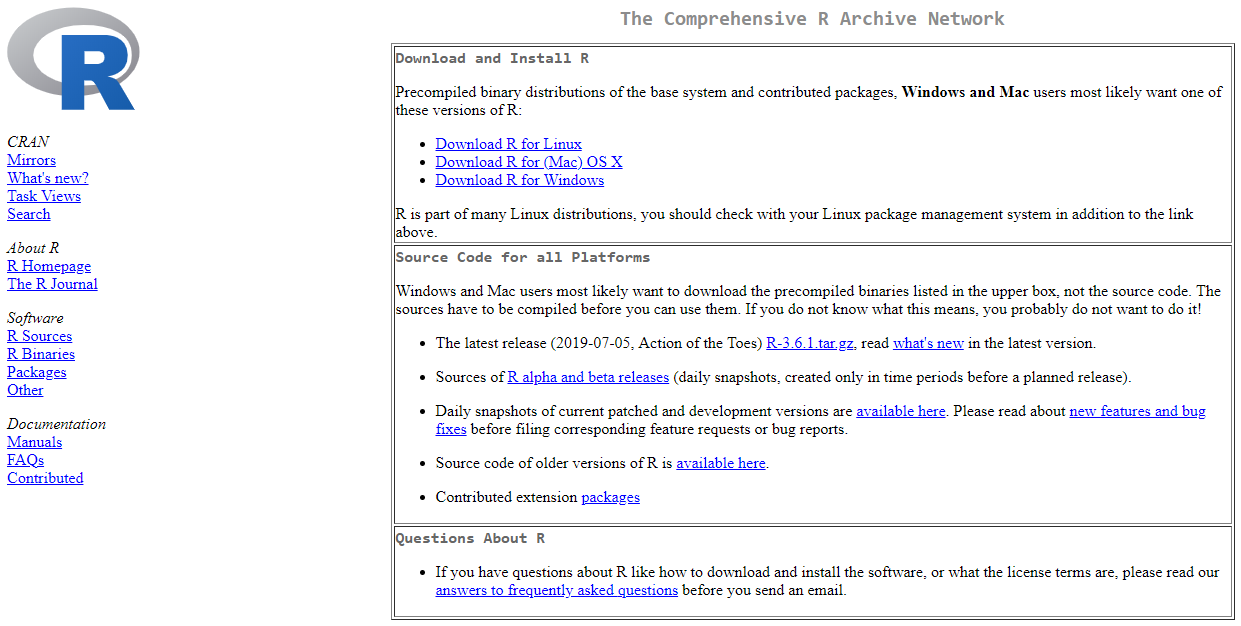 R
CRAN
Mirrors
What's new?
Task Views
Search
About R
R Homepage
The R Journal
Software
R Sources
R Binaries
Packages
Other
Documentation
Manuals
FAQs
Contributed
The Comprehensive R Archive Network
Download and Install R
Precompiled binary distributions of the base system and contributed packages, Windows and Mac users most likely want one of
these versions of R:
• Download R for Linux
• Download R for (Mac) OS X
• Download R for Windows
R is part of many Linux distributions, you should check with your Linux package management system in addition to the link
above.
Source Code for all Platforms
Windows and Mac users most likely want to download the precompiled binaries listed in the upper box, not the source code. The
sources have to be compiled before you can use them. If you do not know what this means, you probably do not want to do it!
• The latest release (2019-07-05, Action of the Toes) R-3.6.1.tar.gz, read what's new in the latest version.
• Sources of R alpha and beta releases (daily snapshots, created only in time periods before a planned release).
• Daily snapshots of current patched and development versions are available here. Please read about new features and bug
fixes before filing corresponding feature requests or bug reports.
• Source code of older versions of R is available here.
• Contributed extension packages
Questions About R
• If you have questions about R like how to download and install the software, or what the license terms are, please read our
answers to frequently asked questions before you send an email.